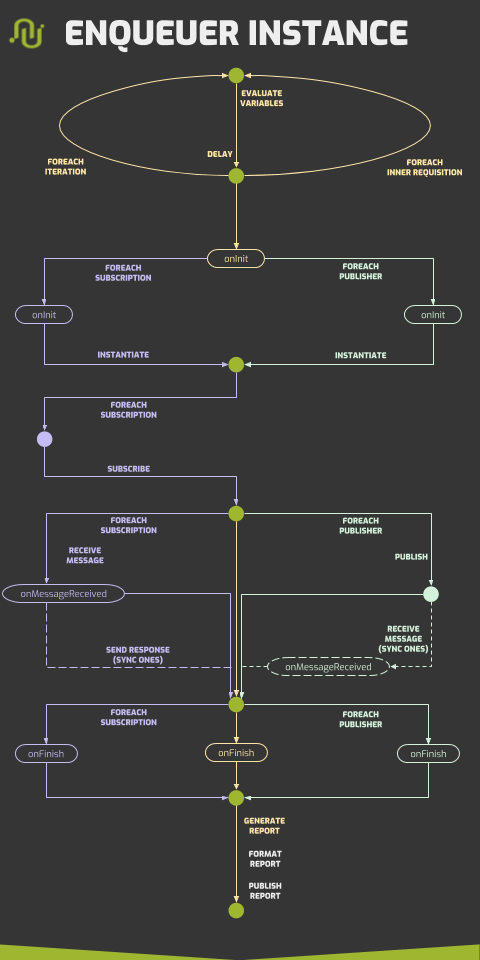 ENQUEUER INSTANCE
EVALUATE
VARIABLES
DELAY
FOREACH
ITERATION
FOREACH
INNER REQUISITION
onInit
FOREACH
SUBSCRIPTION
FOREACH
PUBLISHER
onInit
onInit
INSTANTIATE
INSTANTIATE
FOREACH
SUBSCRIPTION
SUBSCRIBE
FOREACH
SUBSCRIPTION
FOREACH
PUBLISHER
RECEIVE
MESSAGE
PUBLISH
onMessageReceived
RECEIVE
MESSAGE
(SYNC ONES)
SEND RESPONSE
(SYNC ONES)
onMessageReceived
FOREACH
SUBSCRIPTION
FOREACH
PUBLISHER
onFinish
onFinish
onFinish
GENERATE
REPORT
FORMAT
REPORT
PUBLISH
REPORT